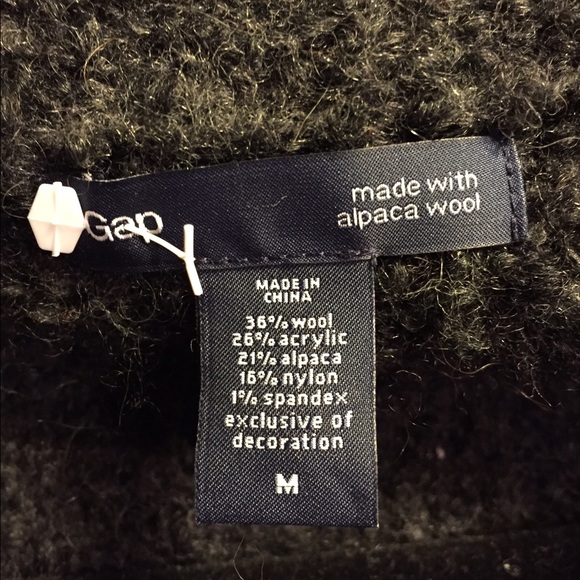 Gap
made with
alpaca wool
MADE IN
CHINA
36% wool
26% acrylic
21% alpaca
16% nylon
1% spandex
exclusive of
decoration
M